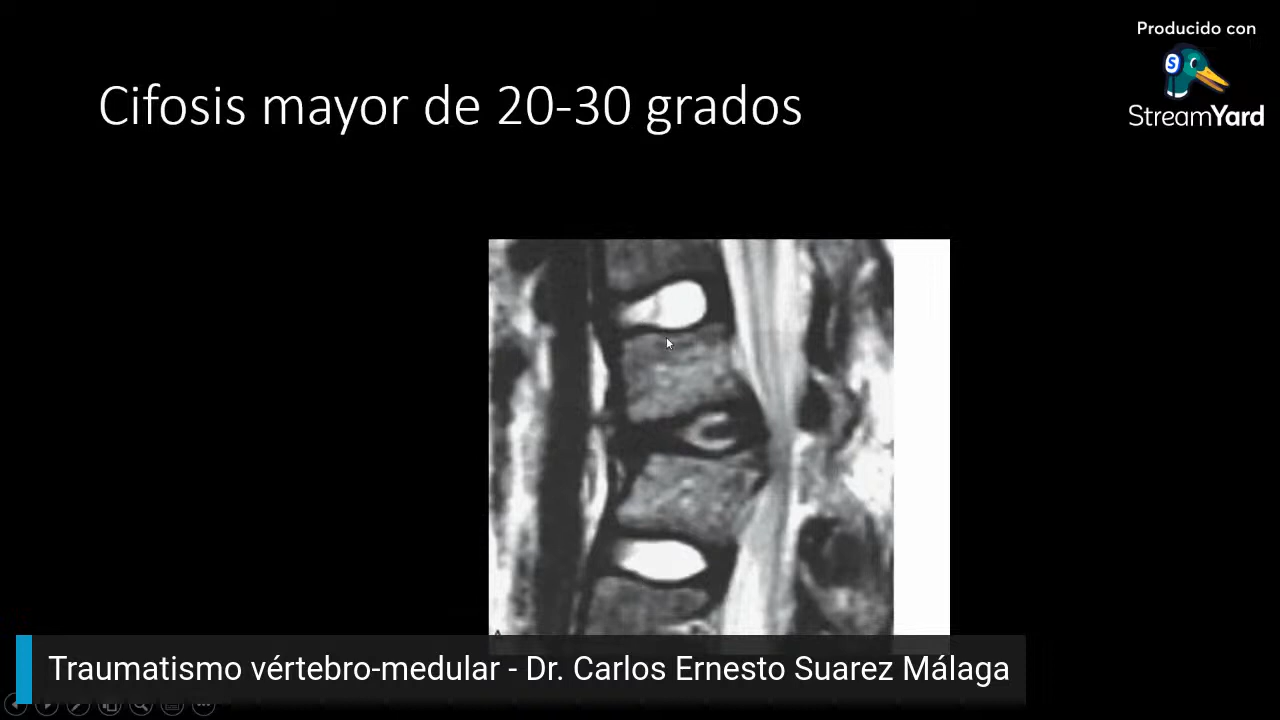 Producido con
S
StreamYard
Cifosis mayor de 20-30 grados
Traumatismo vértebro-medular - Dr. Carlos Ernesto Suarez Málaga